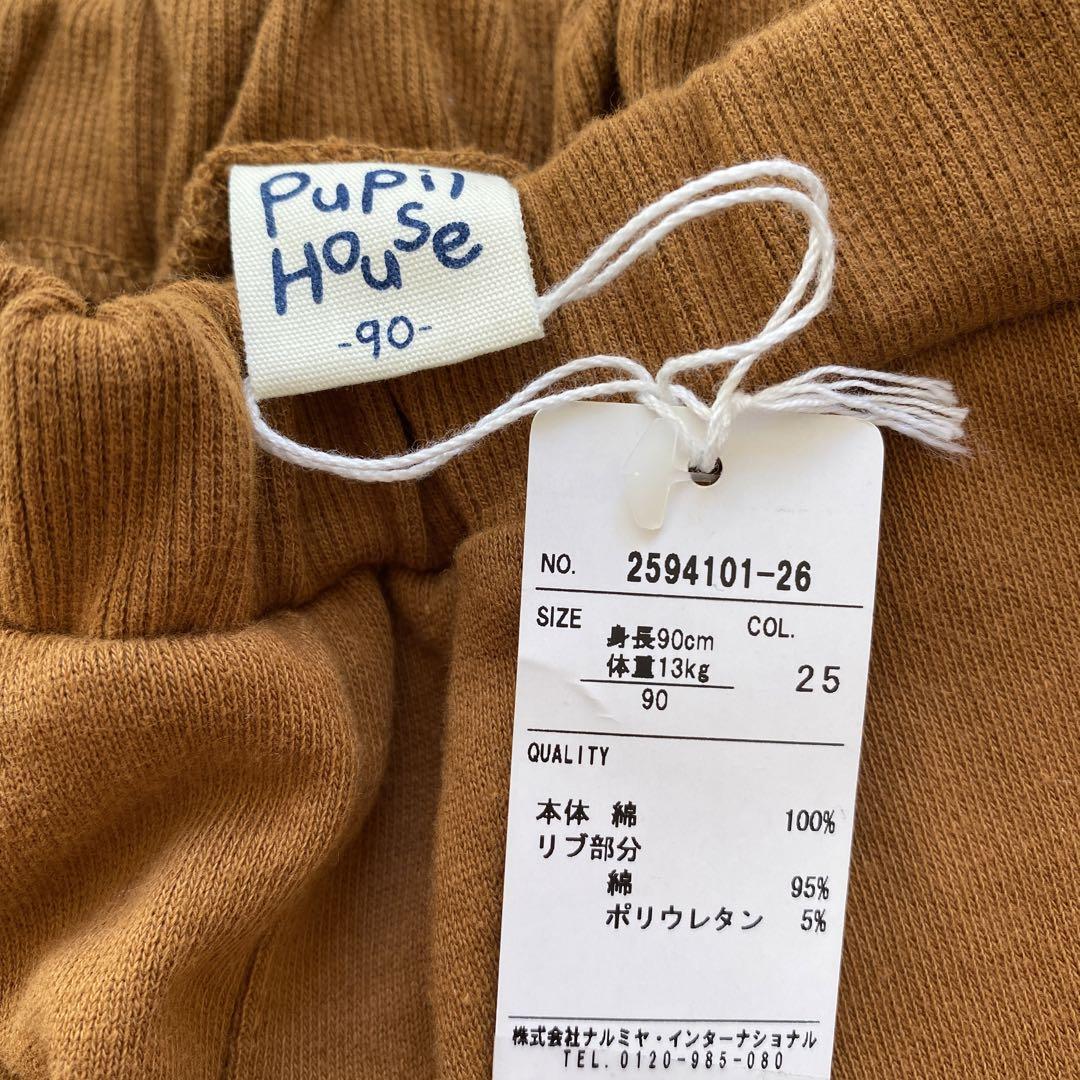 Pupil
House
-90-
NO. 2594101-26
SIZE 身長90cm COL.
体重13kg 25
90
QUALITY
本体 綿 100%
リブ部分
綿 95%
ポリウレタン 5%
株式会社ナルミヤ・インターナショナル
TEL.0120-985-080